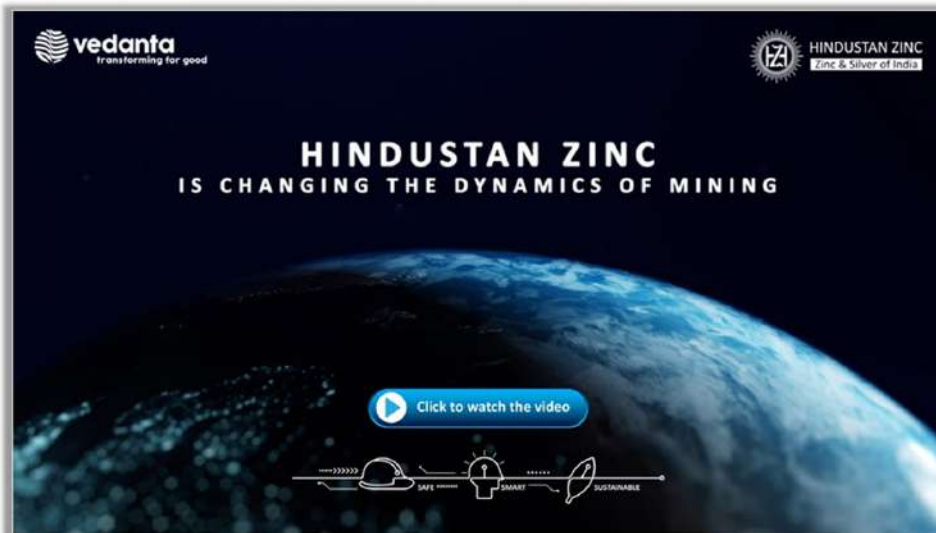 vedanta
transforming for good
HZL
HINDUSTAN ZINC
Zinc & Silver of India
HINDUSTAN ZINC
IS CHANGING THE DYNAMICS OF MINING
Click to watch the video
SAFE
SMART
SUSTAINABLE